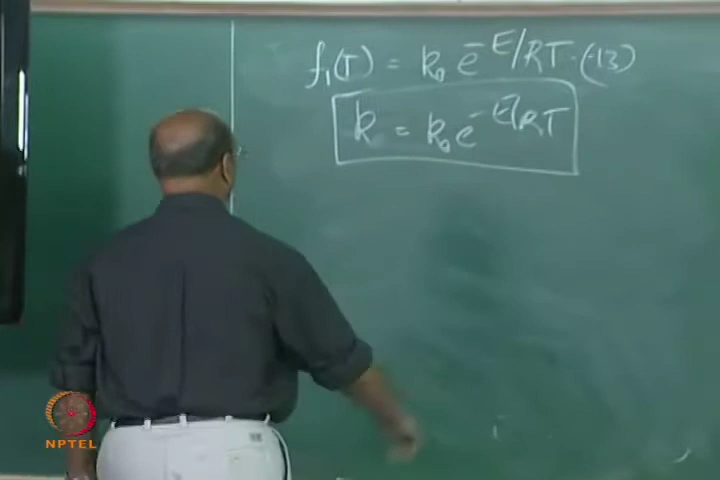 f₁(T) = k₀ e^{-E/RT} · (-13)
k = k₀ e^{-E/RT}
NPTEL